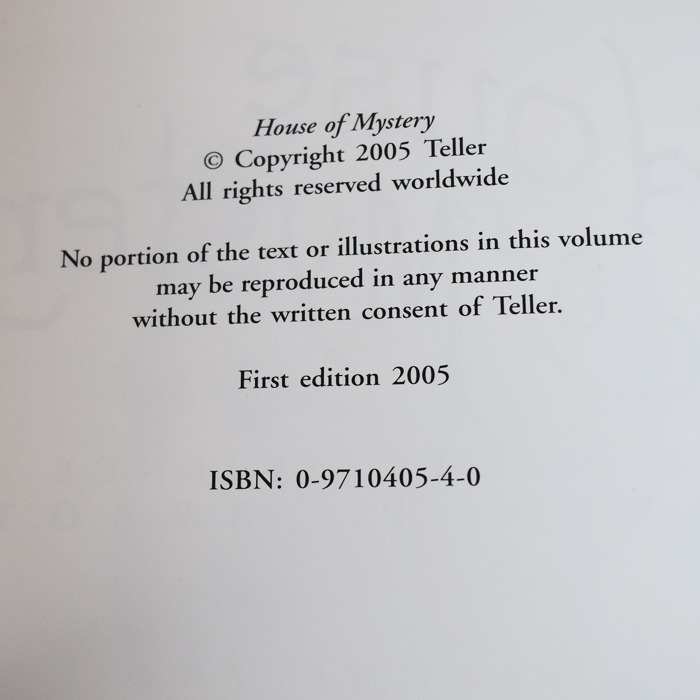 House of Mystery
© Copyright 2005 Teller
All rights reserved worldwide
No portion of the text or illustrations in this volume
may be reproduced in any manner
without the written consent of Teller.
First edition 2005
ISBN: 0-9710405-4-0